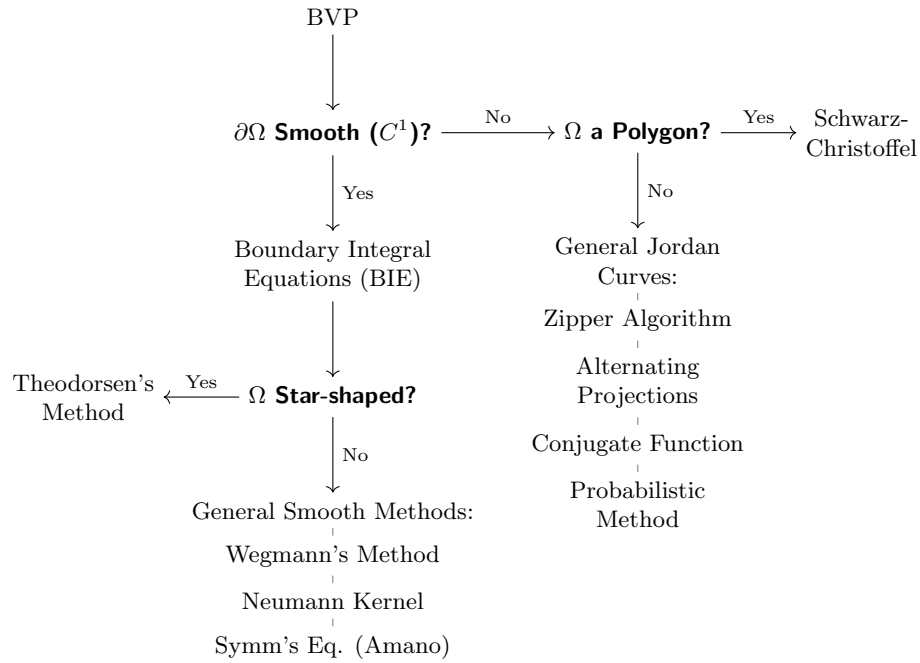 BVP
∂Ω Smooth (C¹)?
No
Ω a Polygon?
Yes
Schwarz-
Christoffel
Yes
No
Boundary Integral
Equations (BIE)
General Jordan
Curves:
Zipper Algorithm
Alternating
Projections
Conjugate Function
Probabilistic
Method
Theodorsen's
Method
Yes
Ω Star-shaped?
No
General Smooth Methods:
Wegmann's Method
Neumann Kernel
Symm's Eq. (Amano)